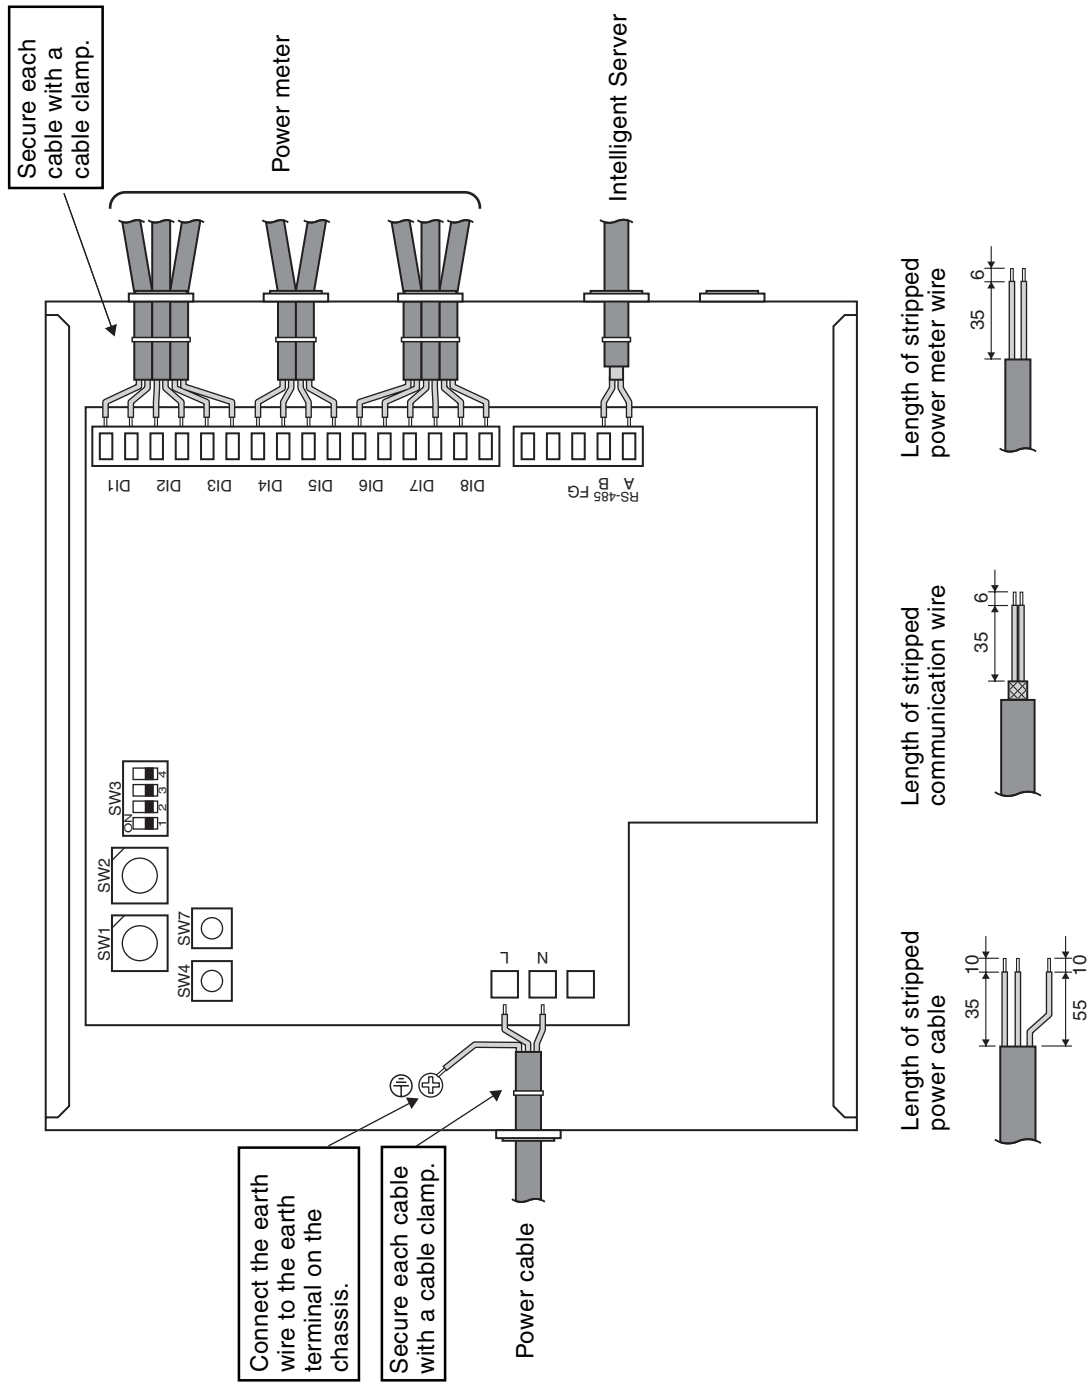 Secure each
cable with a
cable clamp.
Power meter
Intelligent Server
DI1
DI2
DI3
DI4
DI5
DI6
DI7
DI8
FG
B
A
RS-485
SW3
ON
1
2
3
4
SW2
SW1
SW7
SW4
L
N
Connect the earth
wire to the earth
terminal on the
chassis.
Secure each cable
with a cable clamp.
Power cable
Length of stripped
power cable
35
10
55
10
Length of stripped
communication wire
35
6
Length of stripped
power meter wire
35
6